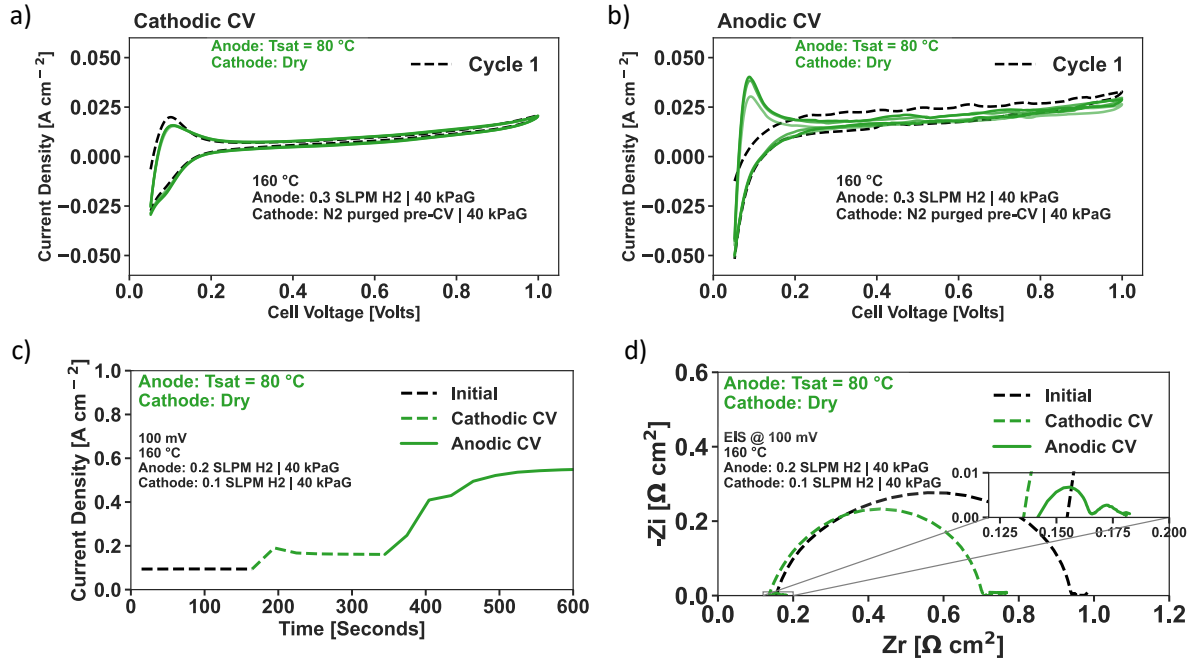 a)
Cathodic CV
Anode: Tsat = 80 °C
Cathode: Dry
Cycle 1
Current Density [A cm⁻²]
0.050
0.025
0.000
−0.025
−0.050
160 °C
Anode: 0.3 SLPM H2 | 40 kPaG
Cathode: N2 purged pre-CV | 40 kPaG
0.0 0.2 0.4 0.6 0.8 1.0
Cell Voltage [Volts]
b)
Anodic CV
Anode: Tsat = 80 °C
Cathode: Dry
Cycle 1
Current Density [A cm⁻²]
0.050
0.025
0.000
−0.025
−0.050
160 °C
Anode: 0.3 SLPM H2 | 40 kPaG
Cathode: N2 purged pre-CV | 40 kPaG
0.0 0.2 0.4 0.6 0.8 1.0
Cell Voltage [Volts]
c)
Anode: Tsat = 80 °C
Cathode: Dry
Initial
Cathodic CV
Anodic CV
100 mV
160 °C
Anode: 0.2 SLPM H2 | 40 kPaG
Cathode: 0.1 SLPM H2 | 40 kPaG
Current Density [A cm⁻²]
1.0
0.8
0.6
0.4
0.2
0.0
0 100 200 300 400 500 600
Time [Seconds]
d)
Anode: Tsat = 80 °C
Cathode: Dry
Initial
Cathodic CV
Anodic CV
EIS @ 100 mV
160 °C
Anode: 0.2 SLPM H2 | 40 kPaG
Cathode: 0.1 SLPM H2 | 40 kPaG
0.01
0.00
0.125 0.150 0.175 0.200
-Zi [Ω cm²]
0.6
0.4
0.2
0.0
0.0 0.2 0.4 0.6 0.8 1.0 1.2
Zr [Ω cm²]